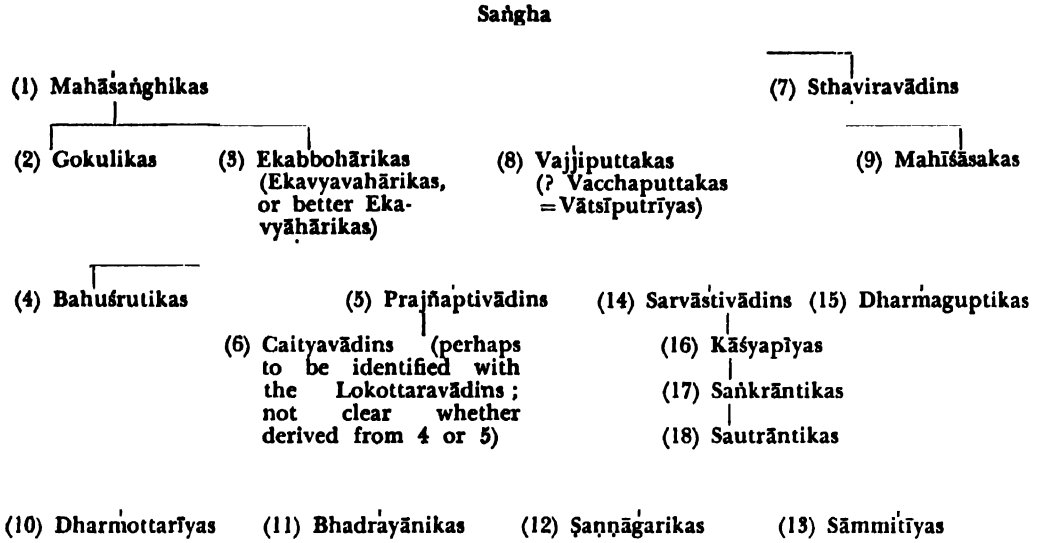 Saṅgha
(1) Mahāsaṅghikas (7) Sthaviravādins
(2) Gokulikas (3) Ekabbohārikas (8) Vajjiputtakas (9) Mahīśāsakas
(Ekavyavahārikas, (? Vacchaputtakas
or better Eka- =Vātsīputrīyas)
vyāhārikas)
(4) Bahuśrutikas (5) Prajñaptivādins (14) Sarvāstivādins (15) Dharmaguptikas
(6) Caityavādins (perhaps (16) Kāśyapīyas
to be identified with
the Lokottaravādins ; (17) Saṅkrāntikas
not clear whether
derived from 4 or 5) (18) Sautrāntikas
(10) Dharmottarīyas (11) Bhadrayānikas (12) Ṣaṇṇāgarikas (13) Sāmmitīyas